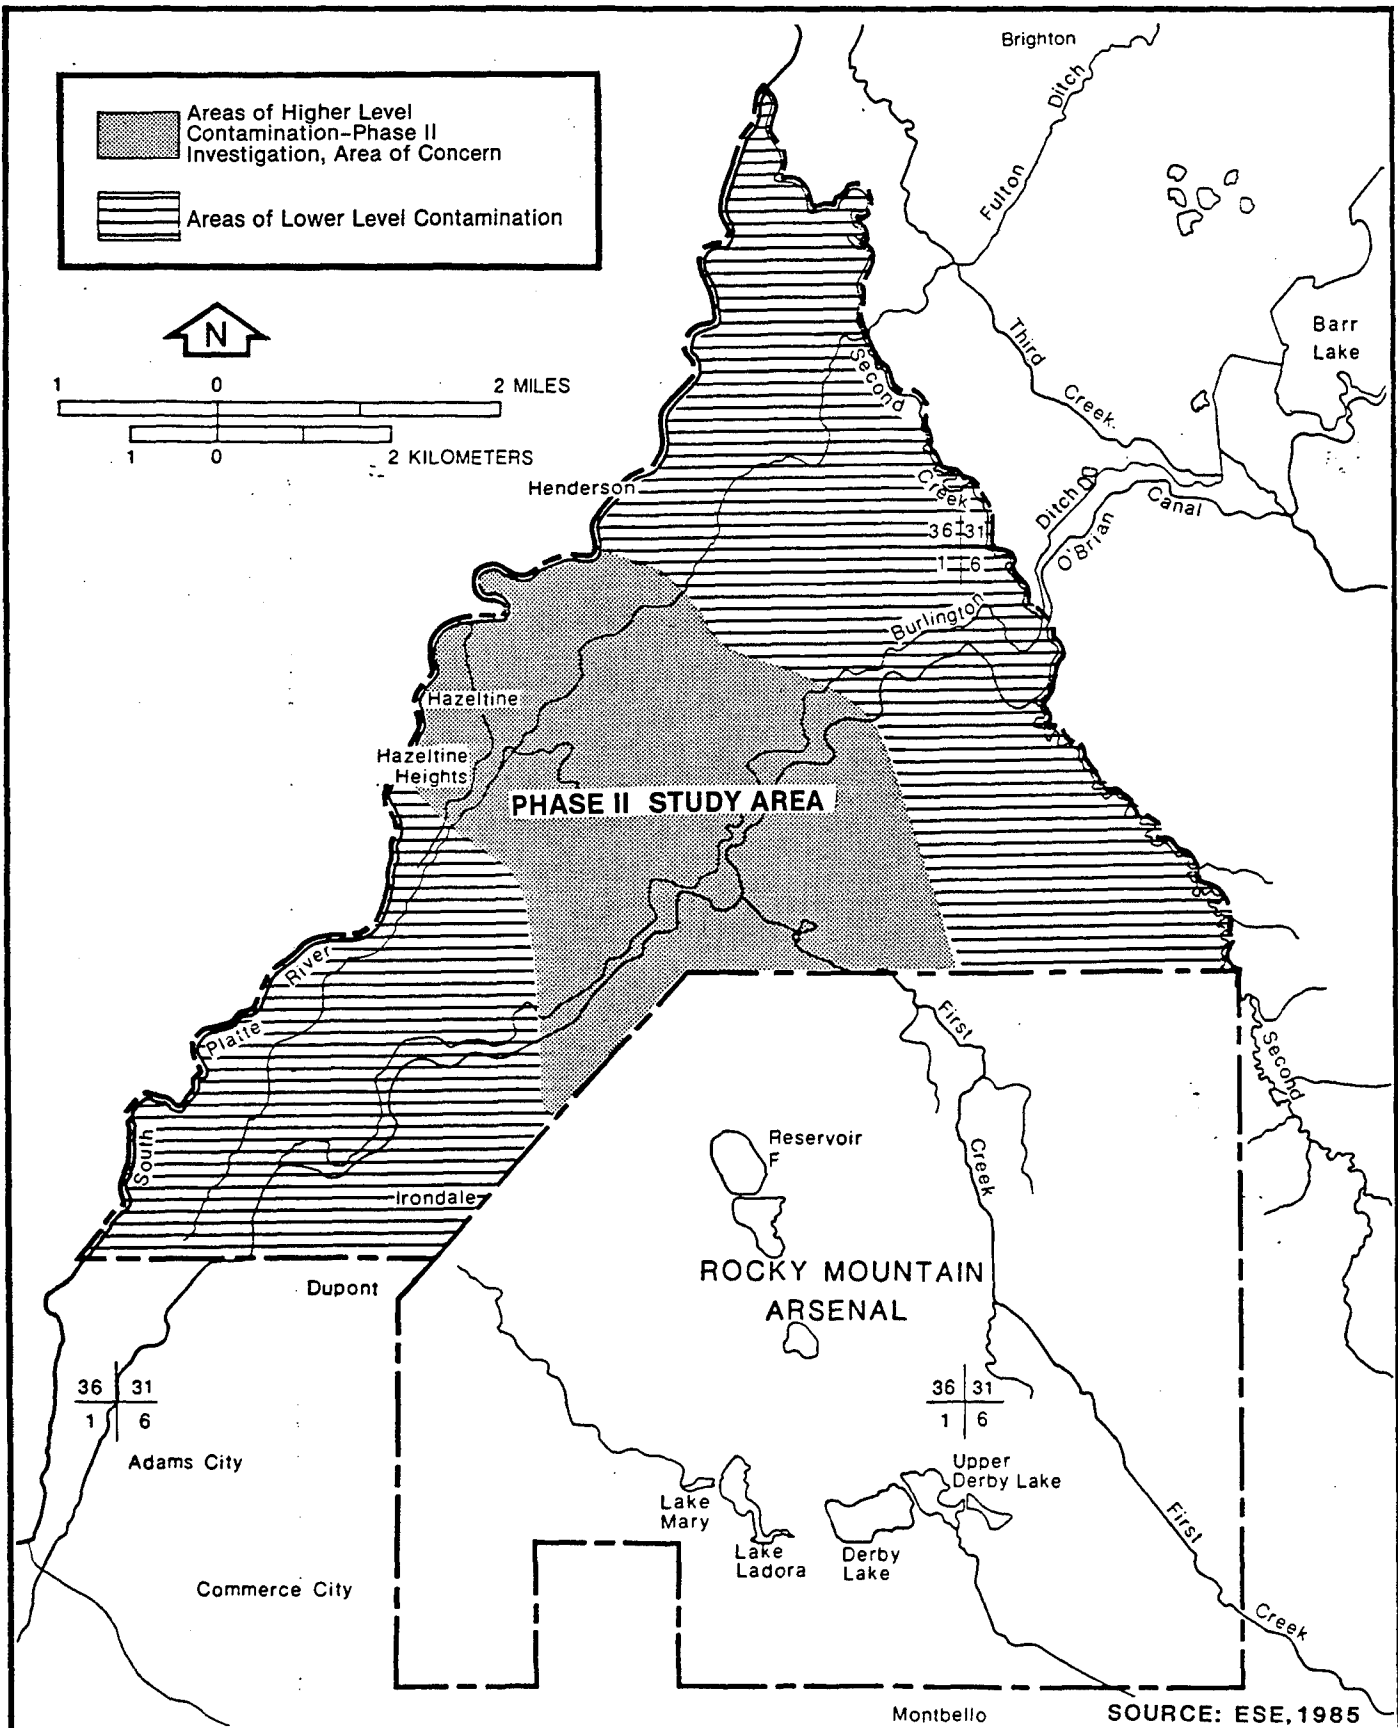 Brighton
Areas of Higher Level
Contamination-Phase II
Investigation, Area of Concern
Areas of Lower Level Contamination
Fulton Ditch
N
1 0 2 MILES
1 0 2 KILOMETERS
Third Creek
Barr
Lake
Second Creek
Henderson
Ditch
O'Brian Canal
36 31
1 6
Burlington
Hazeltine
Hazeltine
Heights
PHASE II STUDY AREA
South Platte River
First Creek
Second
Reservoir
F
Irondale
ROCKY MOUNTAIN
ARSENAL
Dupont
36 31
1 6
36 31
1 6
Adams City
Upper
Derby Lake
Lake
Mary
Lake
Ladora
Derby
Lake
First Creek
Commerce City
Montbello
SOURCE: ESE, 1985